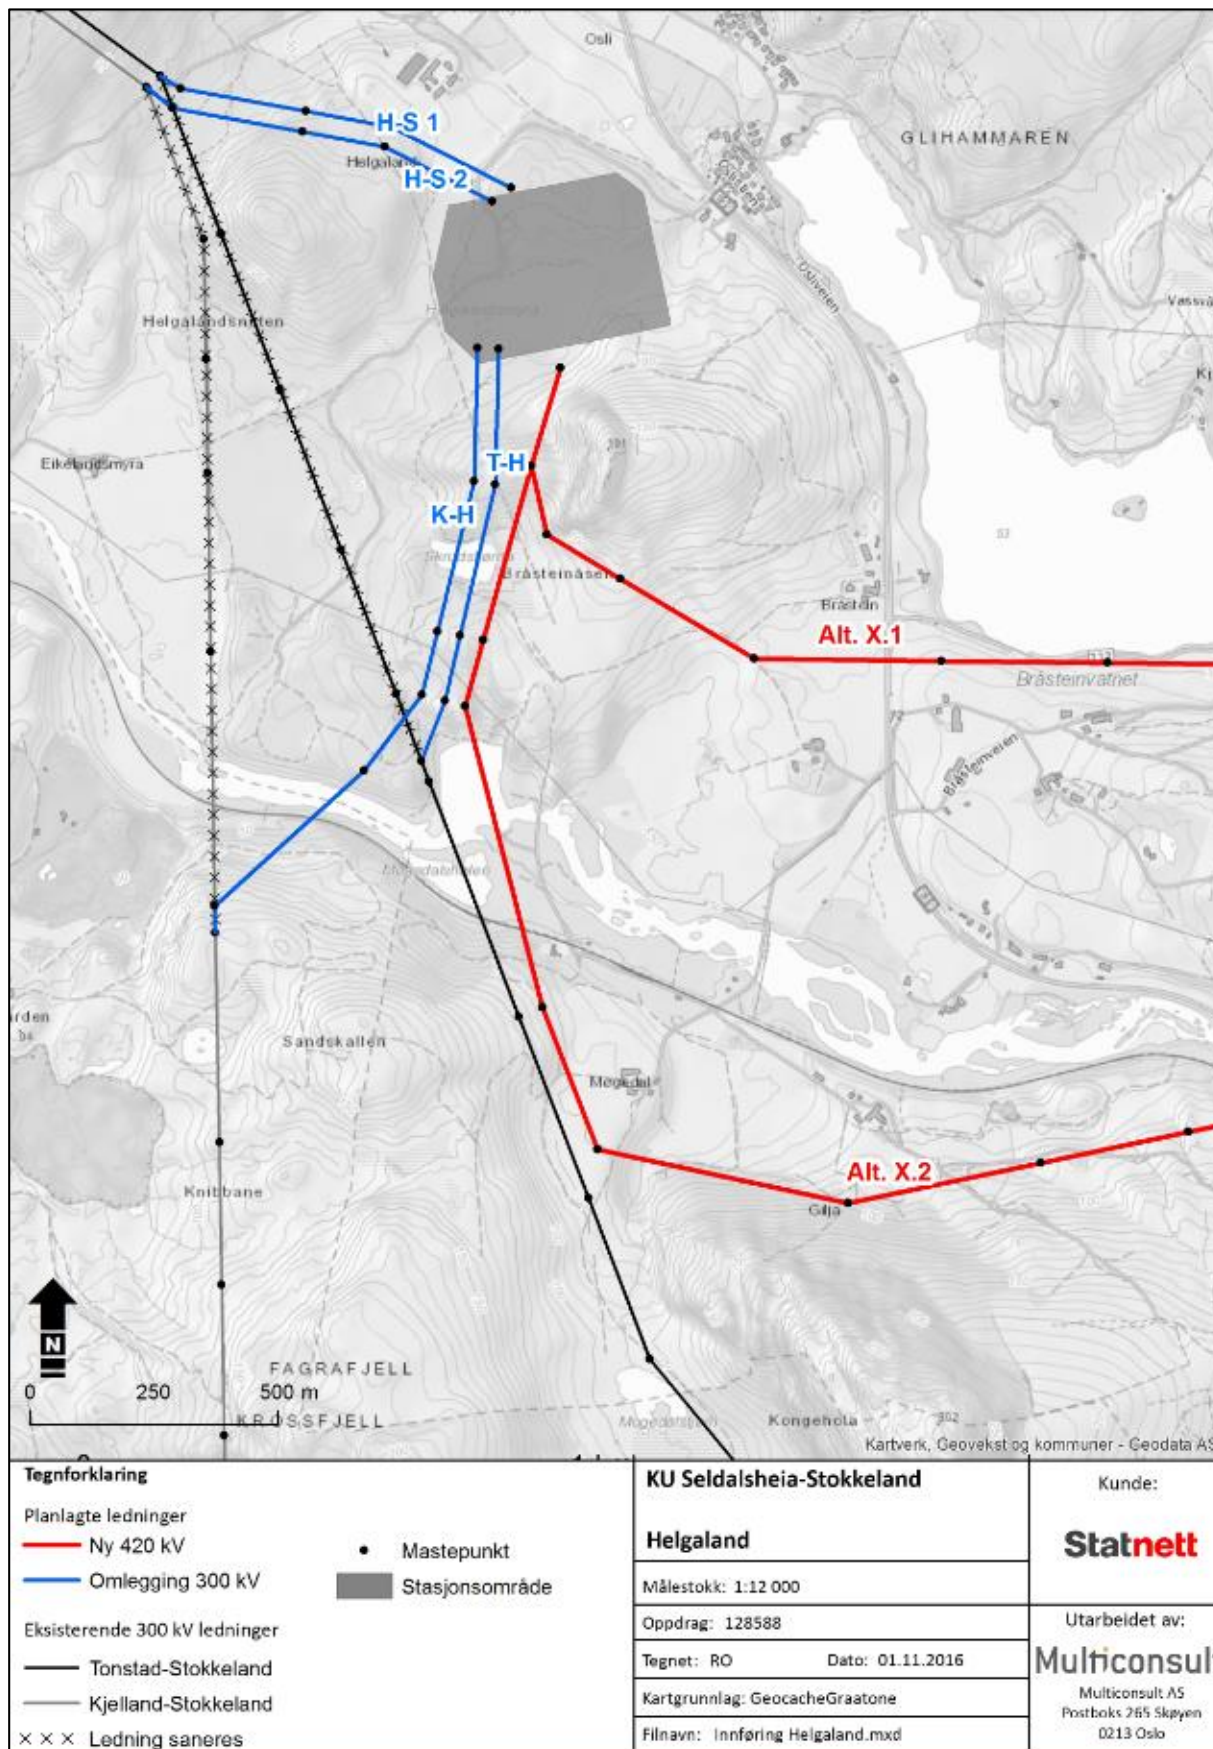 Osli
GLIHAMMAREN
H-S 1
Helgaland
H-S 2
Osliveien
Helgalandsnuten
Eikelandsmyra
T-H
K-H
Bråsteinåsen
Bråstein
Alt. X.1
Bråsteinvatnet
Bråsteinveien
Sandskallen
Møgedal
Knibbane
Alt. X.2
Gilja
N
FAGRAFJELL
0 250 500 m
KROSSFJELL
Kongehola
302
Kartverk, Geovekst og kommuner - Geodata AS
Tegnforklaring
Planlagte ledninger
Ny 420 kV
Omlegging 300 kV
Mastepunkt
Stasjonsområde
Eksisterende 300 kV ledninger
Tonstad-Stokkeland
Kjelland-Stokkeland
× × × Ledning saneres
KU Seldalsheia-Stokkeland
Helgaland
Målestokk: 1:12 000
Oppdrag: 128588
Tegnet: RO Dato: 01.11.2016
Kartgrunnlag: GeocacheGraatone
Filnavn: Innføring Helgaland.mxd
Kunde:
Statnett
Utarbeidet av:
Multiconsul
Multiconsult AS
Postboks 265 Skøyen
0213 Oslo